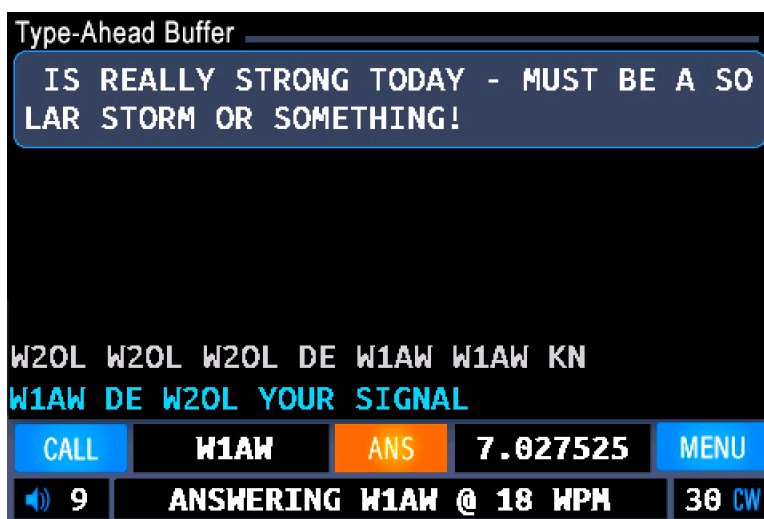 Type-Ahead Buffer
IS REALLY STRONG TODAY - MUST BE A SO
LAR STORM OR SOMETHING!
W2OL W2OL W2OL DE W1AW W1AW KN
W1AW DE W2OL YOUR SIGNAL
CALL W1AW ANS 7.027525 MENU
9 ANSWERING W1AW @ 18 WPM 30 CW